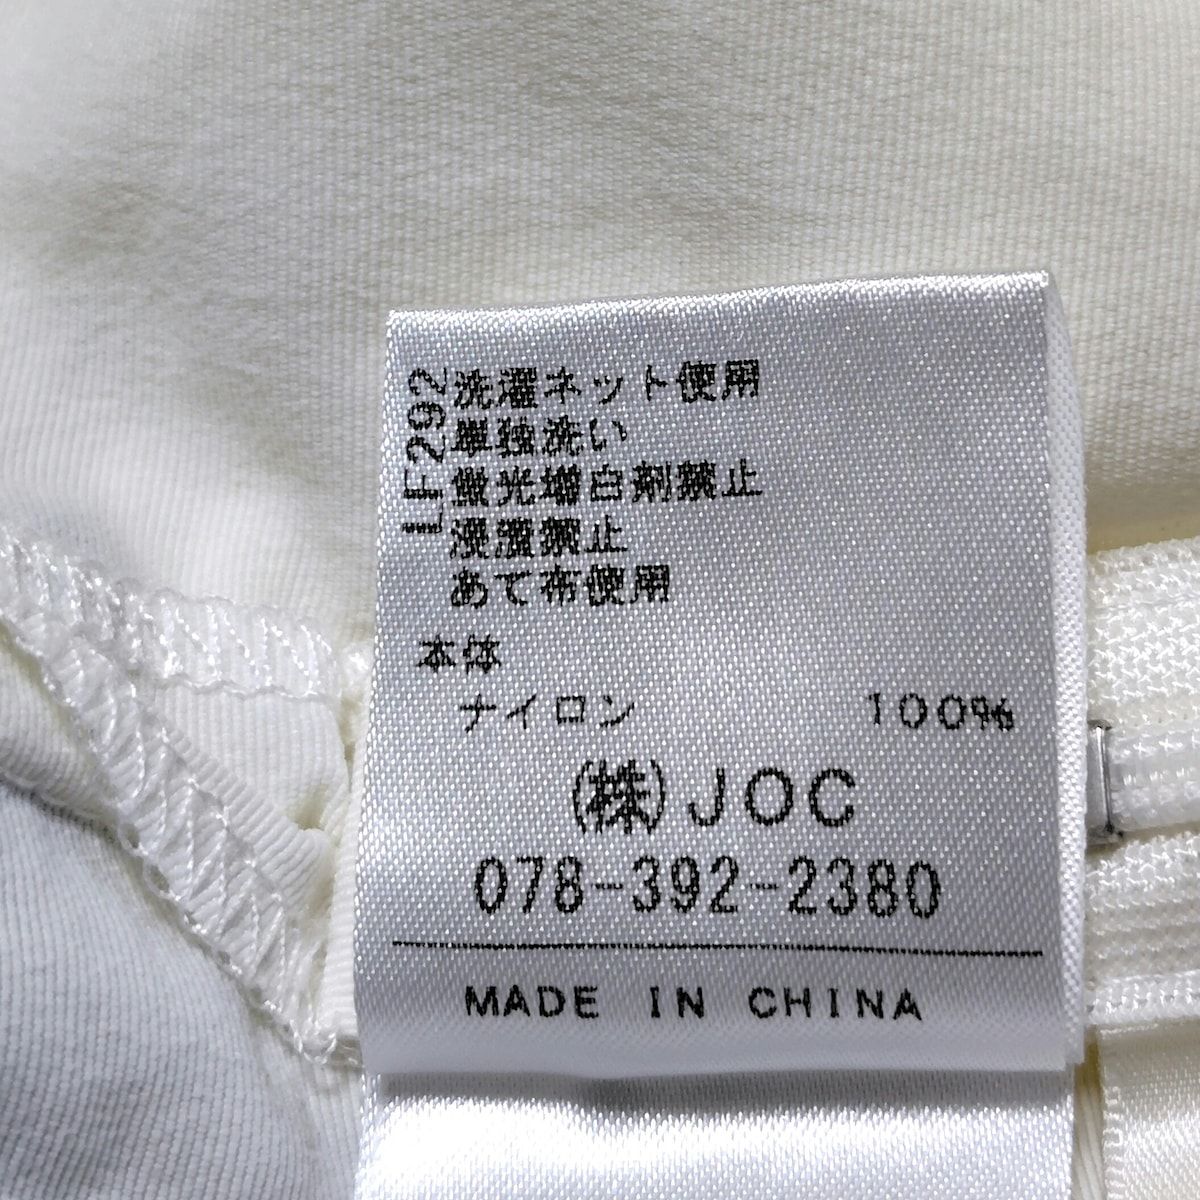 LF292
洗濯ネット使用
単独洗い
蛍光増白剤禁止
浸漬禁止
あて布使用
本体
ナイロン 100%
(株)JOC
078-392-2380
MADE IN CHINA